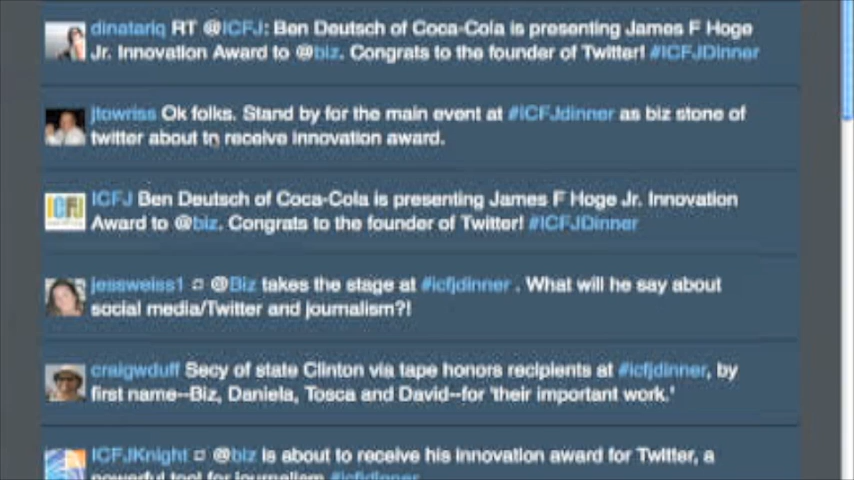 dinatariq RT @ICFJ: Ben Deutsch of Coca-Cola is presenting James F Hoge
Jr. Innovation Award to @biz. Congrats to the founder of Twitter! #ICFJDinner
jtowriss Ok folks. Stand by for the main event at #ICFJdinner as biz stone of
twitter about to receive innovation award.
ICFJ
ICFJ Ben Deutsch of Coca-Cola is presenting James F Hoge Jr. Innovation
Award to @biz. Congrats to the founder of Twitter! #ICFJDinner
jessweiss1 @Biz takes the stage at #icfjdinner . What will he say about
social media/Twitter and journalism?!
craigwduff Secy of state Clinton via tape honors recipients at #icfjdinner, by
first name--Biz, Daniela, Tosca and David--for 'their important work.'
ICFJKnight @biz is about to receive his innovation award for Twitter, a
powerful tool for journalism #icfjdinner